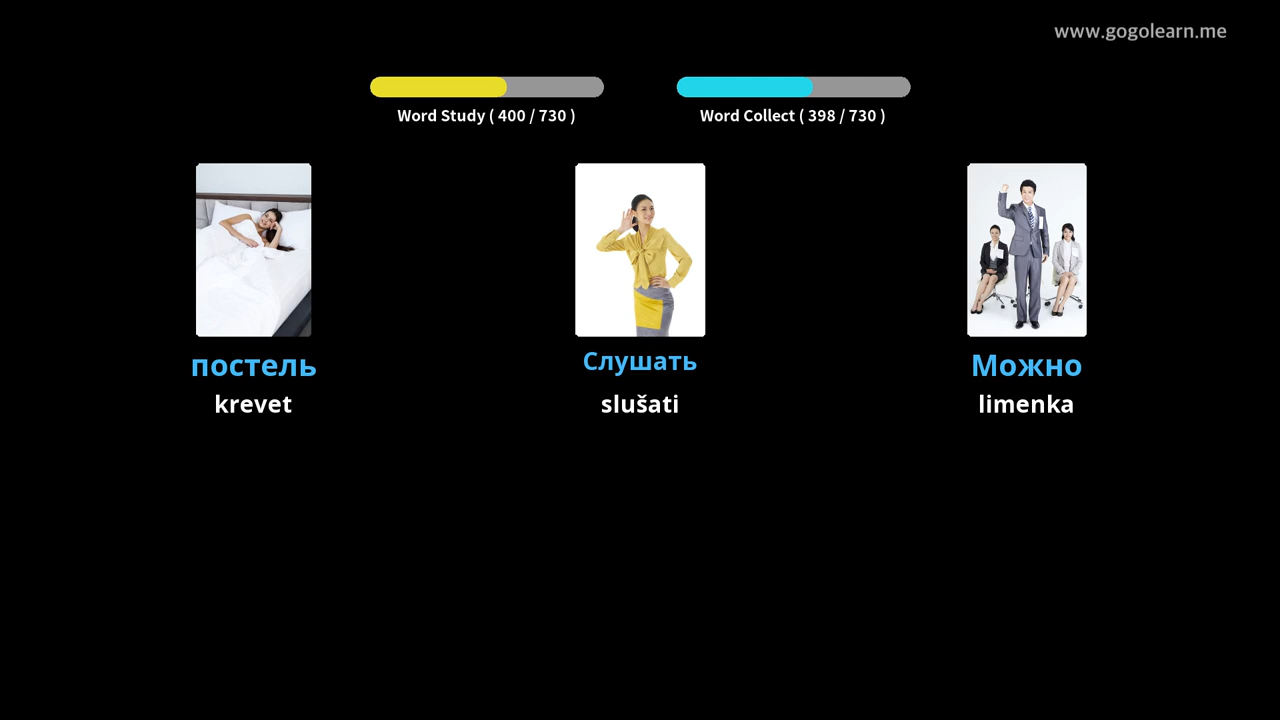 www.gogolearn.me
Word Study ( 400 / 730 )
Word Collect ( 398 / 730 )
постель
Слушать
Можно
krevet
slušati
limenka